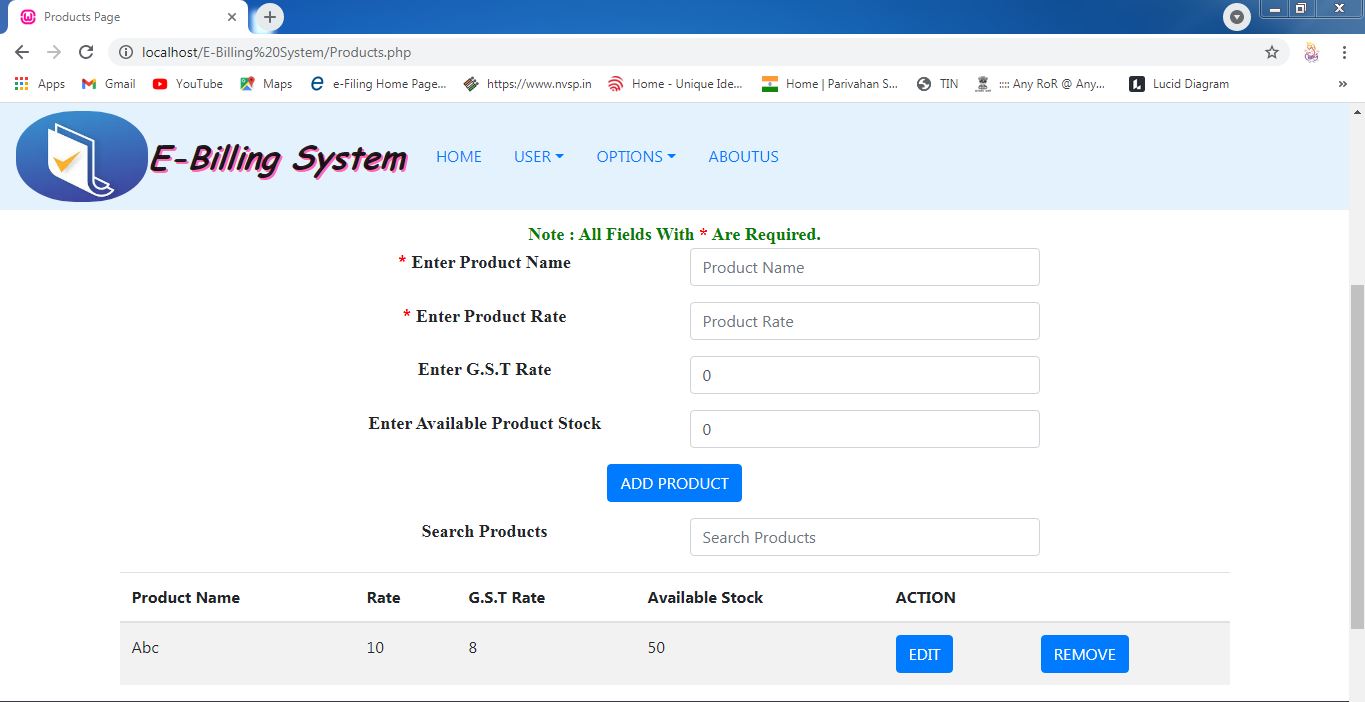 Products Page
localhost/E-Billing%20System/Products.php
Apps Gmail YouTube Maps e-Filing Home Page... https://www.nvsp.in Home - Unique Ide... Home | Parivahan S... TIN :::: Any RoR @ Any... Lucid Diagram »
E-Billing System HOME USER OPTIONS ABOUTUS
Note : All Fields With * Are Required.
* Enter Product Name Product Name
* Enter Product Rate Product Rate
Enter G.S.T Rate 0
Enter Available Product Stock 0
ADD PRODUCT
Search Products Search Products
Product Name Rate G.S.T Rate Available Stock ACTION
Abc 10 8 50 EDIT REMOVE